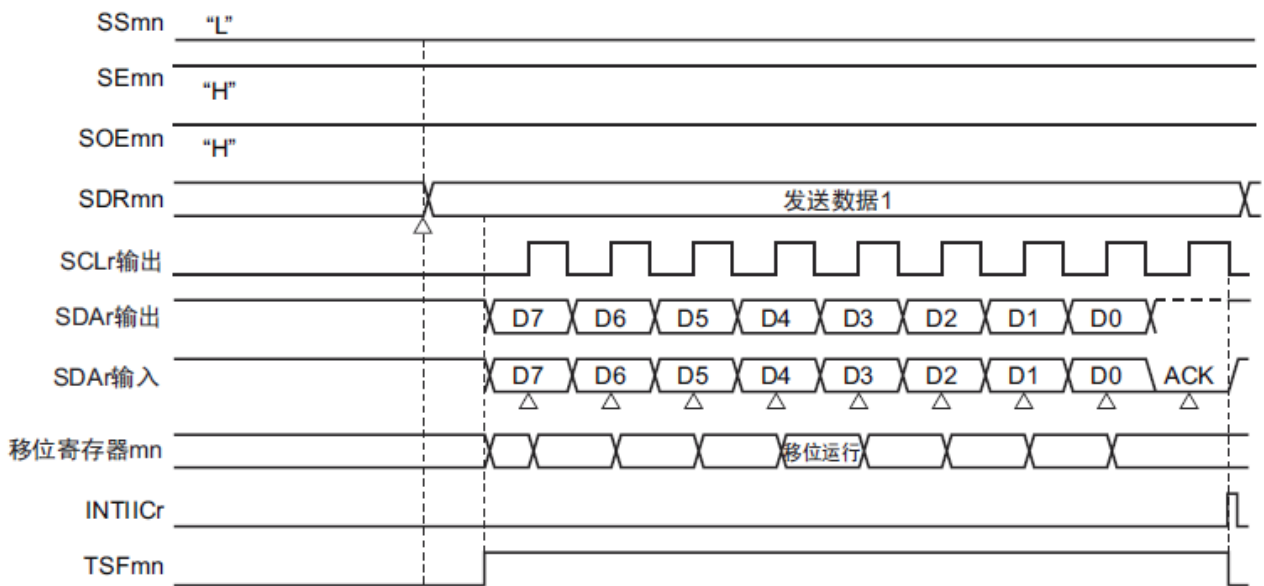 SSmn “L”
SEmn “H”
SOEmn “H”
SDRmn 发送数据1
SCLr输出
SDAr输出 D7 D6 D5 D4 D3 D2 D1 D0
SDAr输入 D7 D6 D5 D4 D3 D2 D1 D0 ACK
移位寄存器mn 移位运行
INTIICr
TSFmn